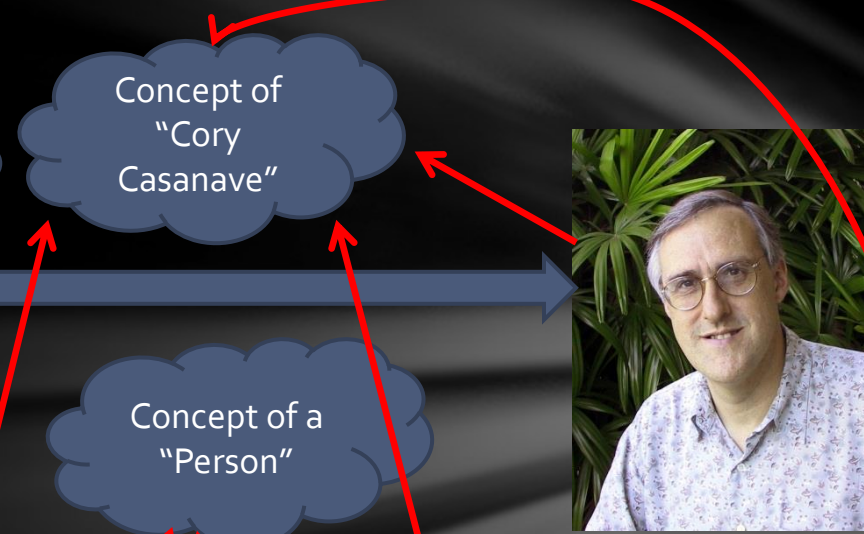 Concept of
“Cory
Casanave”
Concept of a
“Person”